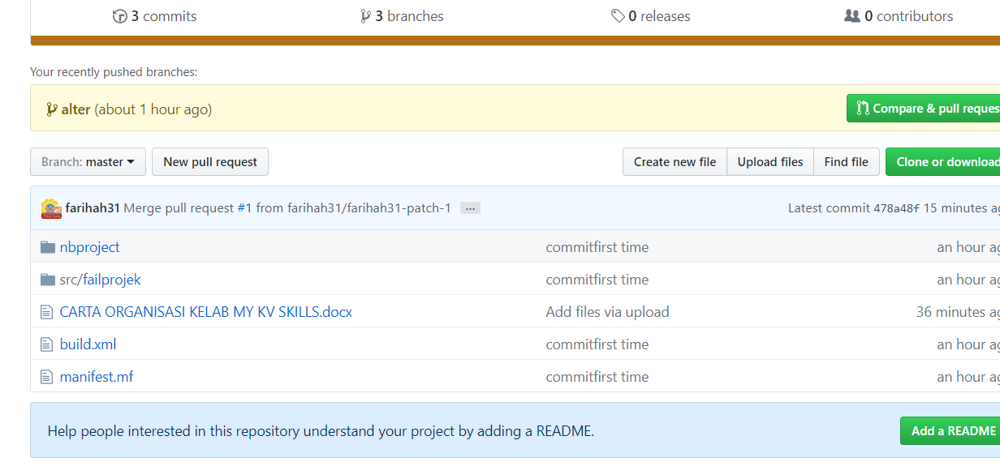 3 commits 3 branches 0 releases 0 contributors
Your recently pushed branches:
alter (about 1 hour ago) Compare & pull reques
Branch: master New pull request Create new file Upload files Find file Clone or download
farihah31 Merge pull request #1 from farihah31/farihah31-patch-1 ... Latest commit 478a48f 15 minutes ag
nbproject commitfirst time an hour ag
src/failprojek commitfirst time an hour ag
CARTA ORGANISASI KELAB MY KV SKILLS.docx Add files via upload 36 minutes ag
build.xml commitfirst time an hour ag
manifest.mf commitfirst time an hour ag
Help people interested in this repository understand your project by adding a README. Add a README